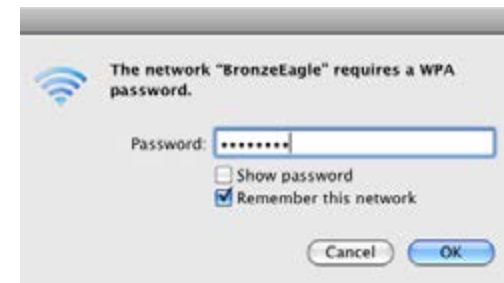 The network "BronzeEagle" requires a WPA
password.
Password: ••••••••
Show password
Remember this network
Cancel OK